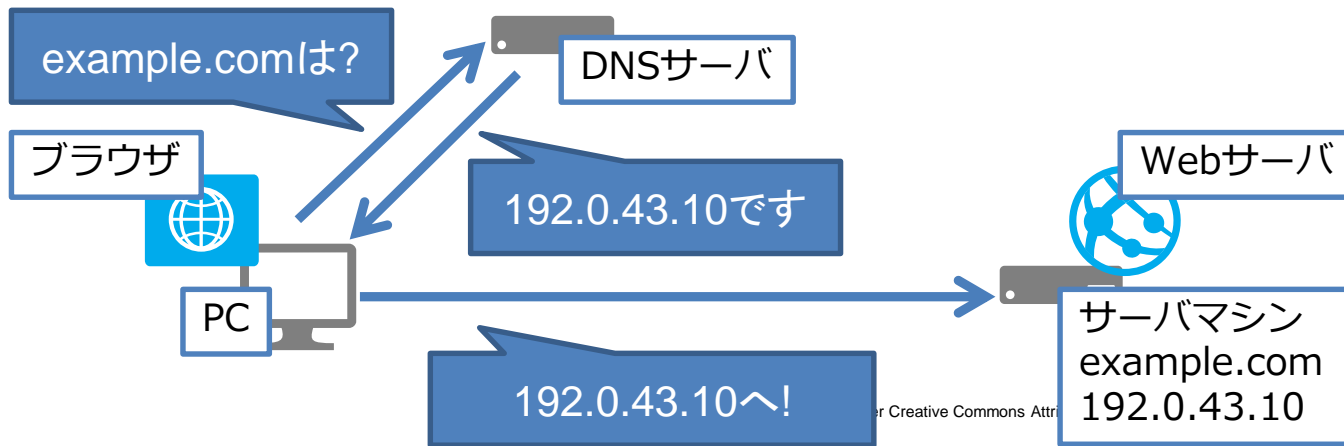 example.comは?
DNSサーバ
ブラウザ
Webサーバ
192.0.43.10です
PC
サーバマシン
example.com
192.0.43.10
192.0.43.10へ!
Creative Commons